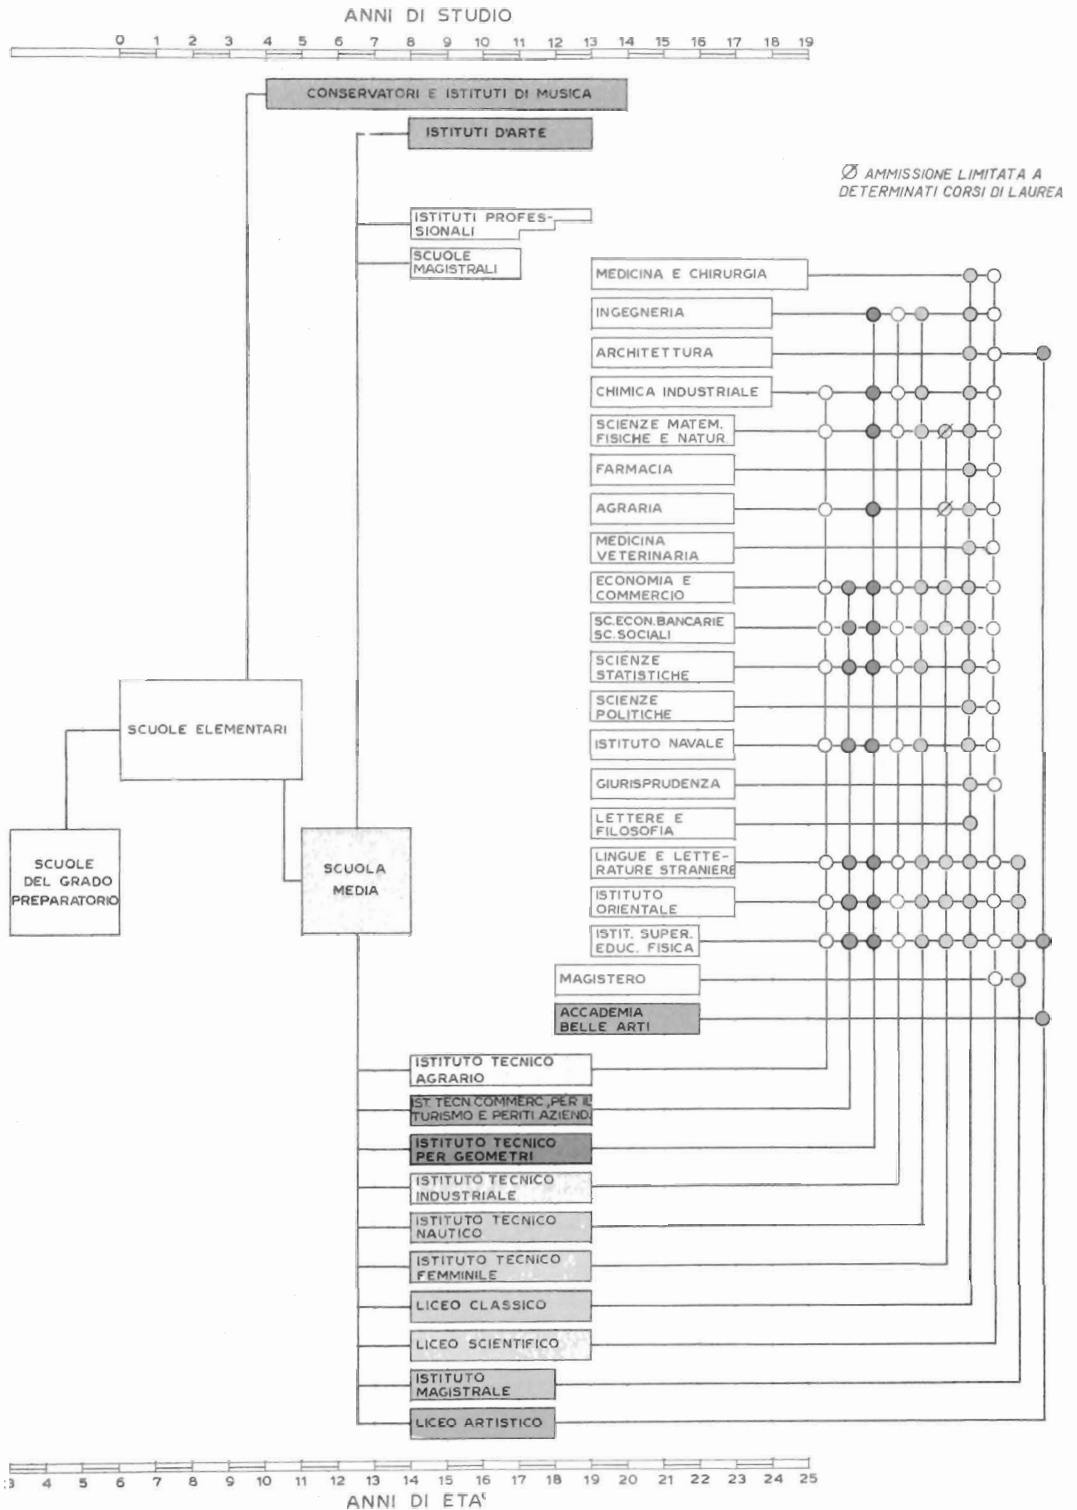 ANNI DI STUDIO
0 1 2 3 4 5 6 7 8 9 10 11 12 13 14 15 16 17 18 19
CONSERVATORI E ISTITUTI DI MUSICA
ISTITUTI D'ARTE
Ø AMMISSIONE LIMITATA A
DETERMINATI CORSI DI LAUREA
ISTITUTI PROFES-
SIONALI
SCUOLE
MAGISTRALI
MEDICINA E CHIRURGIA
INGEGNERIA
ARCHITETTURA
CHIMICA INDUSTRIALE
SCIENZE MATEM.
FISICHE E NATUR.
FARMACIA
AGRARIA
MEDICINA
VETERINARIA
ECONOMIA E
COMMERCIO
SC.ECON.BANCARIE
SC.SOCIALI
SCIENZE
STATISTICHE
SCIENZE
POLITICHE
ISTITUTO NAVALE
GIURISPRUDENZA
LETTERE E
FILOSOFIA
LINGUE E LETTE-
RATURE STRANIERE
ISTITUTO
ORIENTALE
ISTIT. SUPER.
EDUC. FISICA
MAGISTERO
ACCADEMIA
BELLE ARTI
SCUOLE ELEMENTARI
SCUOLE
DEL GRADO
PREPARATORIO
SCUOLA
MEDIA
ISTITUTO TECNICO
AGRARIO
IST. TECN. COMMERC., PER IL
TURISMO E PERITI AZIEND.
ISTITUTO TECNICO
PER GEOMETRI
ISTITUTO TECNICO
INDUSTRIALE
ISTITUTO TECNICO
NAUTICO
ISTITUTO TECNICO
FEMMINILE
LICEO CLASSICO
LICEO SCIENTIFICO
ISTITUTO
MAGISTRALE
LICEO ARTISTICO
3 4 5 6 7 8 9 10 11 12 13 14 15 16 17 18 19 20 21 22 23 24 25
ANNI DI ETA'